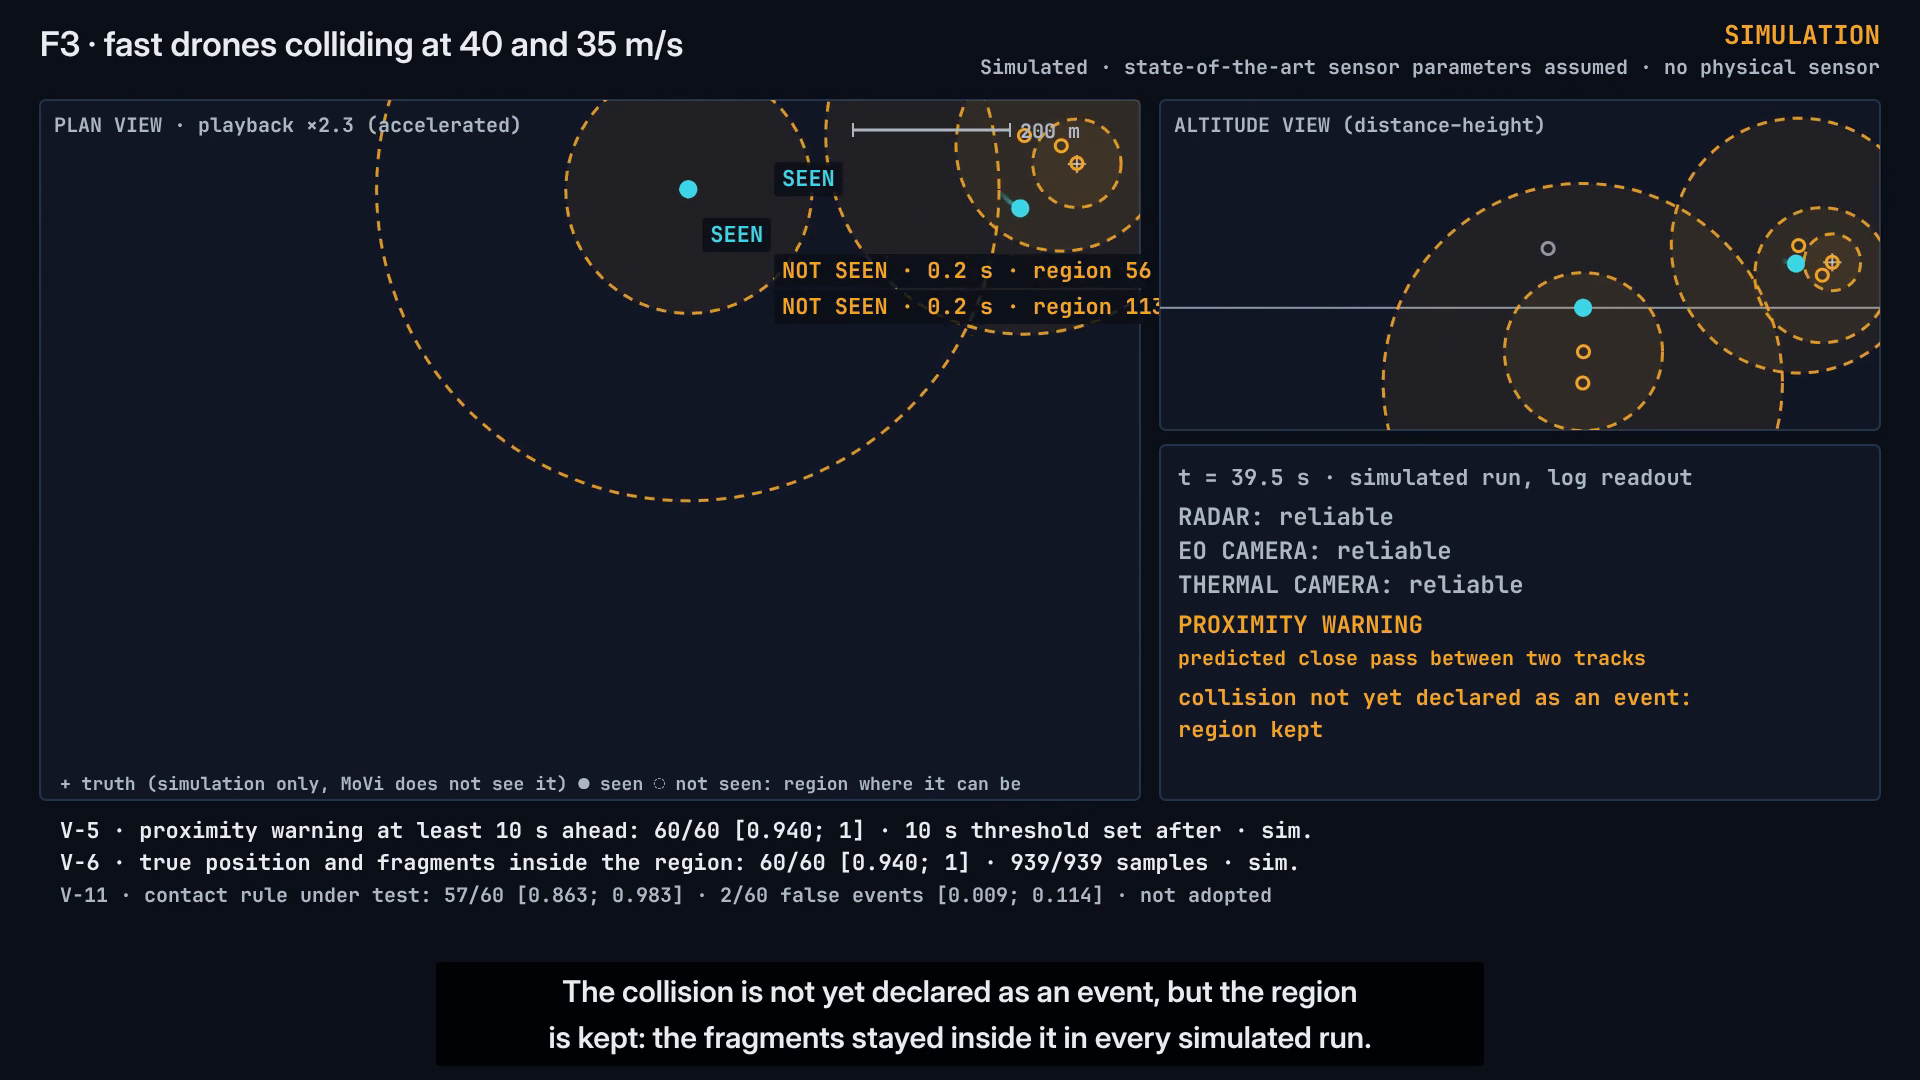 F3 · fast drones colliding at 40 and 35 m/s
SIMULATION
Simulated · state-of-the-art sensor parameters assumed · no physical sensor
PLAN VIEW · playback ×2.3 (accelerated)
200 m
SEEN
SEEN
NOT SEEN · 0.2 s · region 56
NOT SEEN · 0.2 s · region 113
+ truth (simulation only, MoVi does not see it) ● seen ◌ not seen: region where it can be
ALTITUDE VIEW (distance-height)
t = 39.5 s · simulated run, log readout
RADAR: reliable
EO CAMERA: reliable
THERMAL CAMERA: reliable
PROXIMITY WARNING
predicted close pass between two tracks
collision not yet declared as an event:
region kept
V-5 · proximity warning at least 10 s ahead: 60/60 [0.940; 1] · 10 s threshold set after · sim.
V-6 · true position and fragments inside the region: 60/60 [0.940; 1] · 939/939 samples · sim.
V-11 · contact rule under test: 57/60 [0.863; 0.983] · 2/60 false events [0.009; 0.114] · not adopted
The collision is not yet declared as an event, but the region
is kept: the fragments stayed inside it in every simulated run.